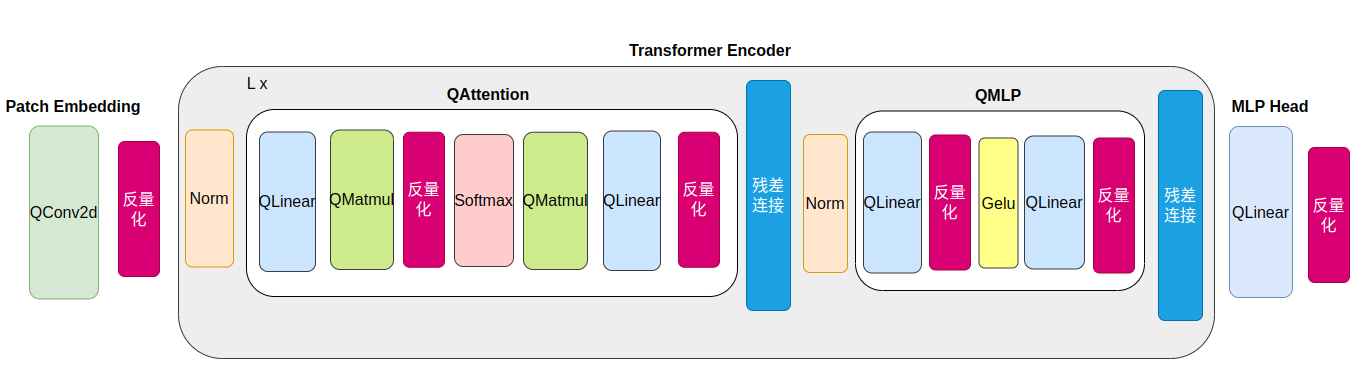 Transformer Encoder
Patch Embedding
QConv2d
反量
化
L x
Norm
QAttention
QLinear
QMatmul
反量
化
Softmax
QMatmul
QLinear
反量
化
残差
连接
Norm
QMLP
QLinear
反量
化
Gelu
QLinear
反量
化
残差
连接
MLP Head
QLinear
反量
化